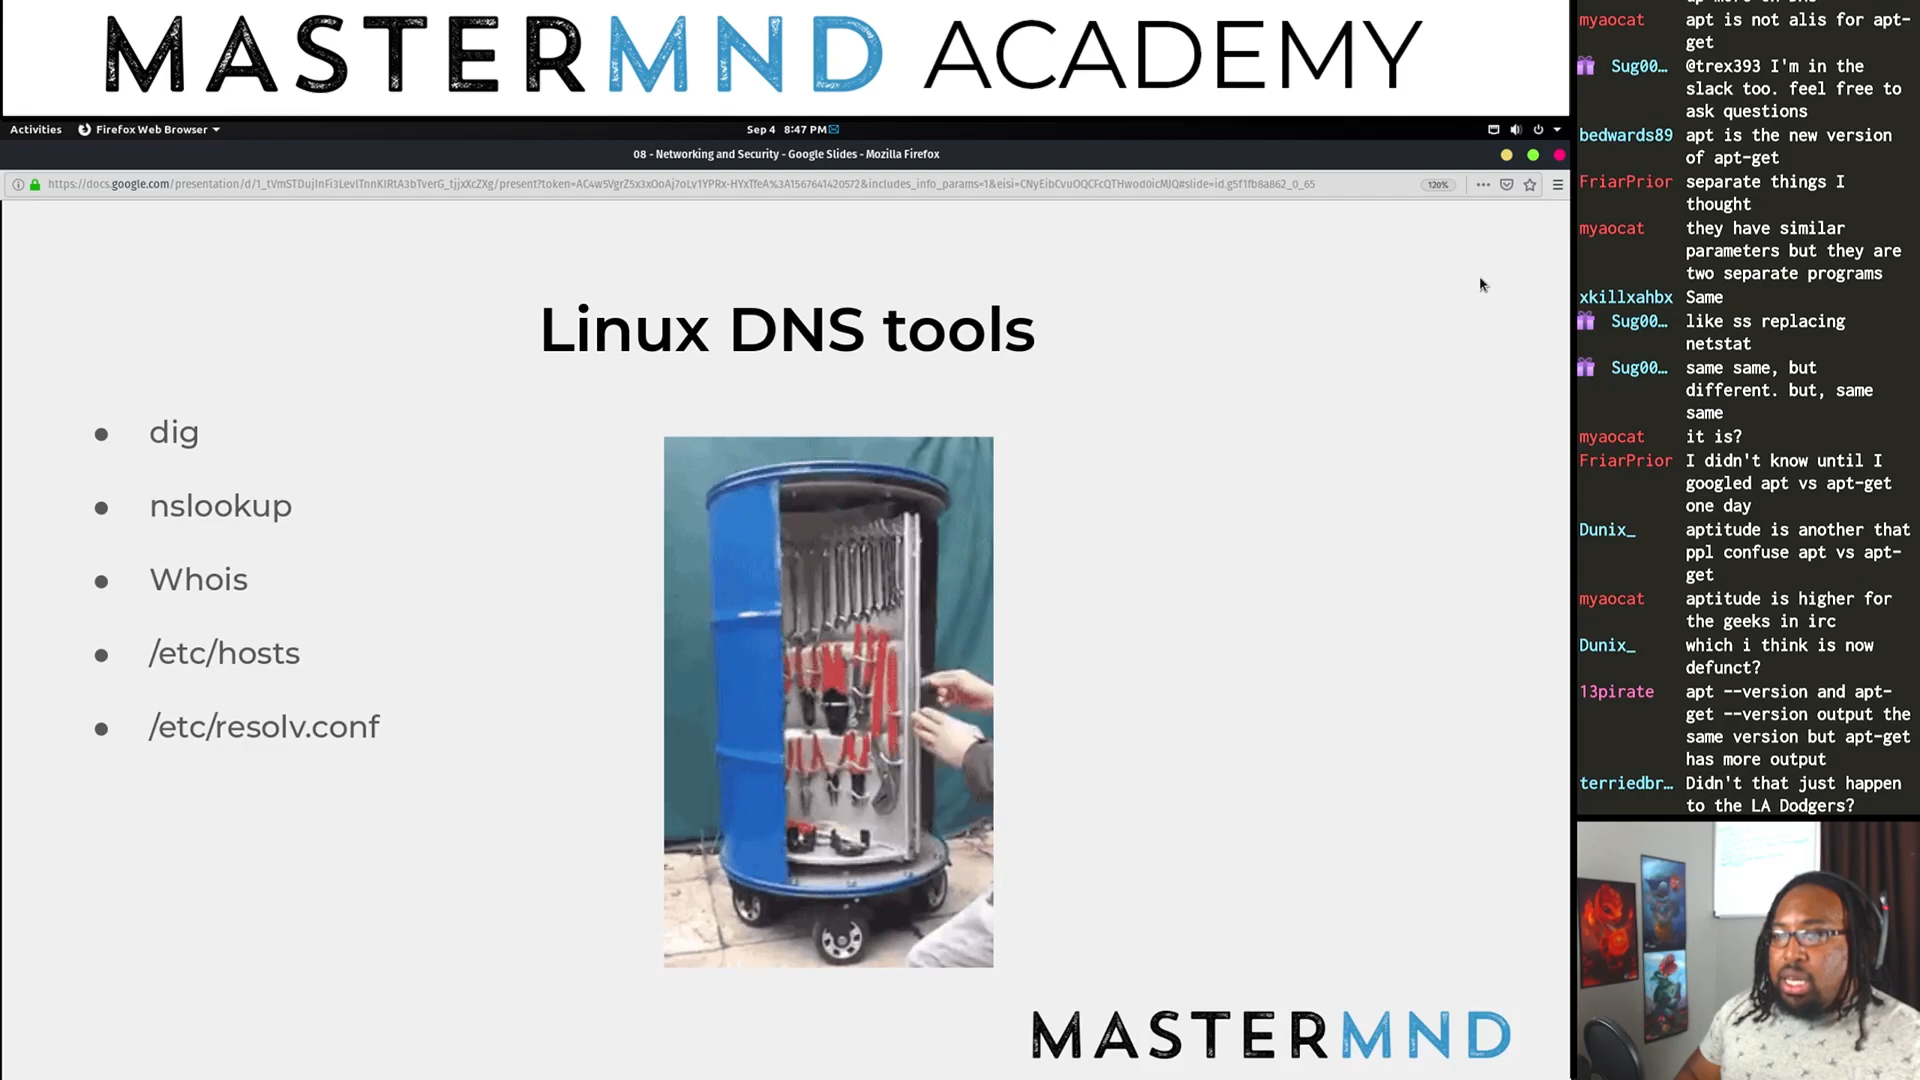 MASTERMND ACADEMY
Activities
Firefox Web Browser
Sep 4 8:47 PM
08 - Networking and Security - Google Slides - Mozilla Firefox
120%
Linux DNS tools
dig
nslookup
Whois
/etc/hosts
/etc/resolv.conf
MASTERMND
myaocat apt is not alis for apt-
get
Sug00… @trex393 I'm in the
slack too. feel free to
ask questions
bedwards89 apt is the new version
of apt-get
FriarPrior separate things I
thought
myaocat they have similar
parameters but they are
two separate programs
xkillxahbx Same
Sug00… like ss replacing
netstat
Sug00… same same, but
different. but, same
same
myaocat it is?
FriarPrior I didn't know until I
googled apt vs apt-get
one day
Dunix_ aptitude is another that
ppl confuse apt vs apt-
get
myaocat aptitude is higher for
the geeks in irc
Dunix_ which i think is now
defunct?
13pirate apt --version and apt-
get --version output the
same version but apt-get
has more output
terriedbr… Didn't that just happen
to the LA Dodgers?